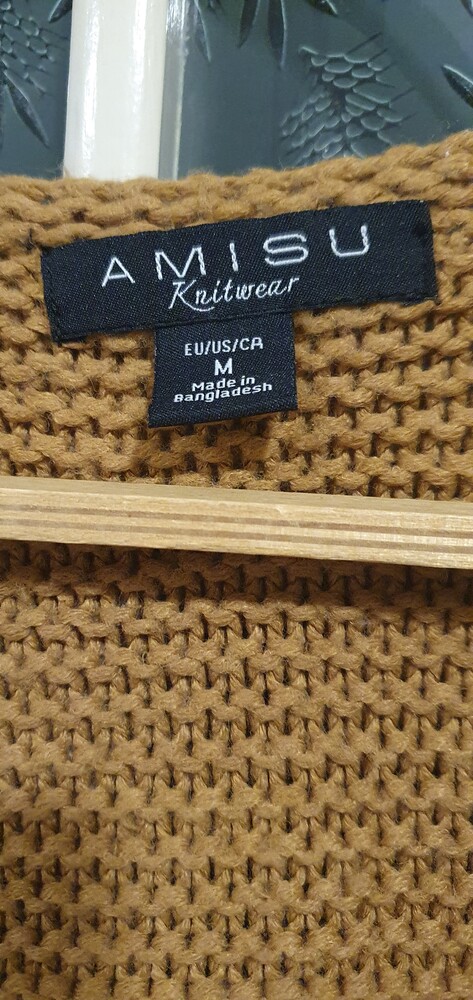 AMISU
Knitwear
EU/US/CA
M
Made in
Bangladesh